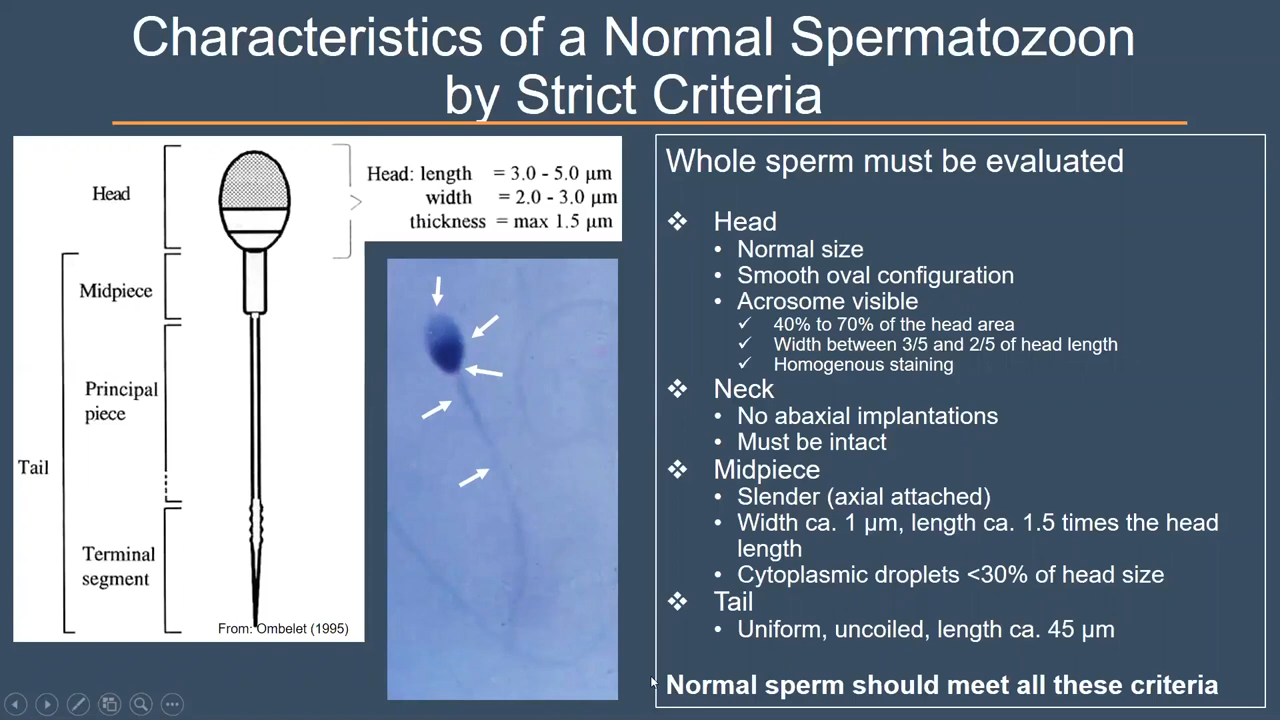 Characteristics of a Normal Spermatozoon
by Strict Criteria
Head
Midpiece
Principal
piece
Tail
Terminal
segment
From: Ombelet (1995)
Head: length = 3.0 - 5.0 μm
width = 2.0 - 3.0 μm
thickness = max 1.5 μm
Whole sperm must be evaluated
❖ Head
• Normal size
• Smooth oval configuration
• Acrosome visible
✓ 40% to 70% of the head area
✓ Width between 3/5 and 2/5 of head length
✓ Homogenous staining
❖ Neck
• No abaxial implantations
• Must be intact
❖ Midpiece
• Slender (axial attached)
• Width ca. 1 μm, length ca. 1.5 times the head
length
• Cytoplasmic droplets <30% of head size
❖ Tail
• Uniform, uncoiled, length ca. 45 μm
Normal sperm should meet all these criteria